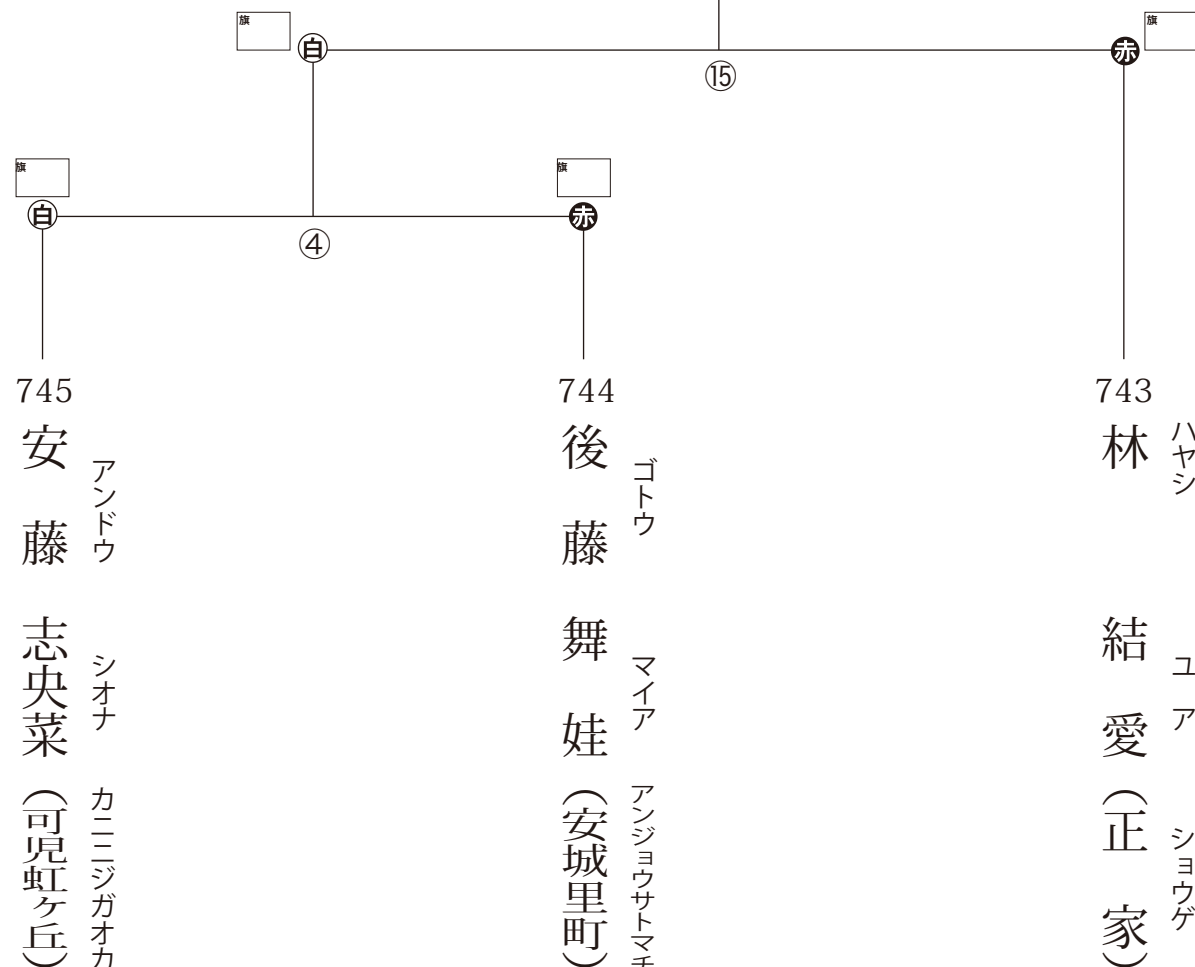 旗
白
赤
旗
⑮
旗
白
赤
旗
④
743
林 結愛 (正家)
ハヤシ ユア ショウゲ
744
後藤 舞娃 (安城里町)
ゴトウ マイア アンジョウサトマチ
745
安藤 志央菜 (可児虹ヶ丘)
アンドウ シオナ カニニジガオカ